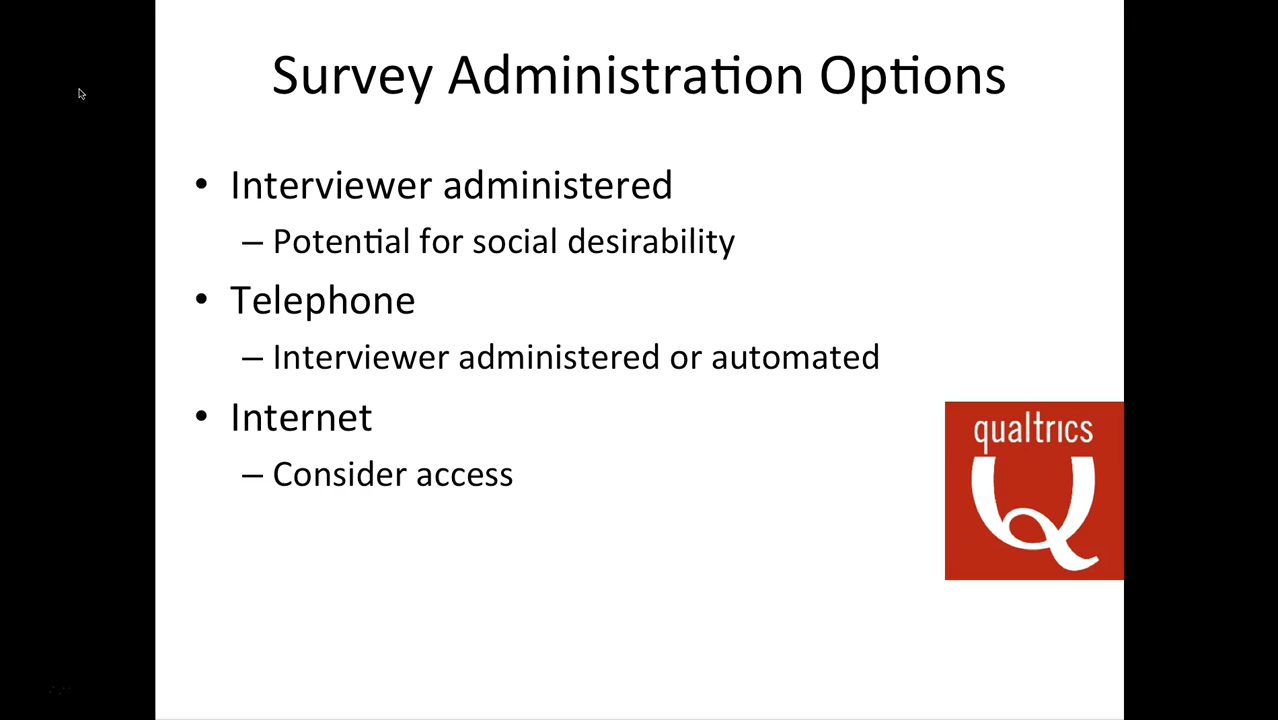 Survey Administration Options
• Interviewer administered
– Potential for social desirability
• Telephone
– Interviewer administered or automated
• Internet
– Consider access
qualtrics
Q